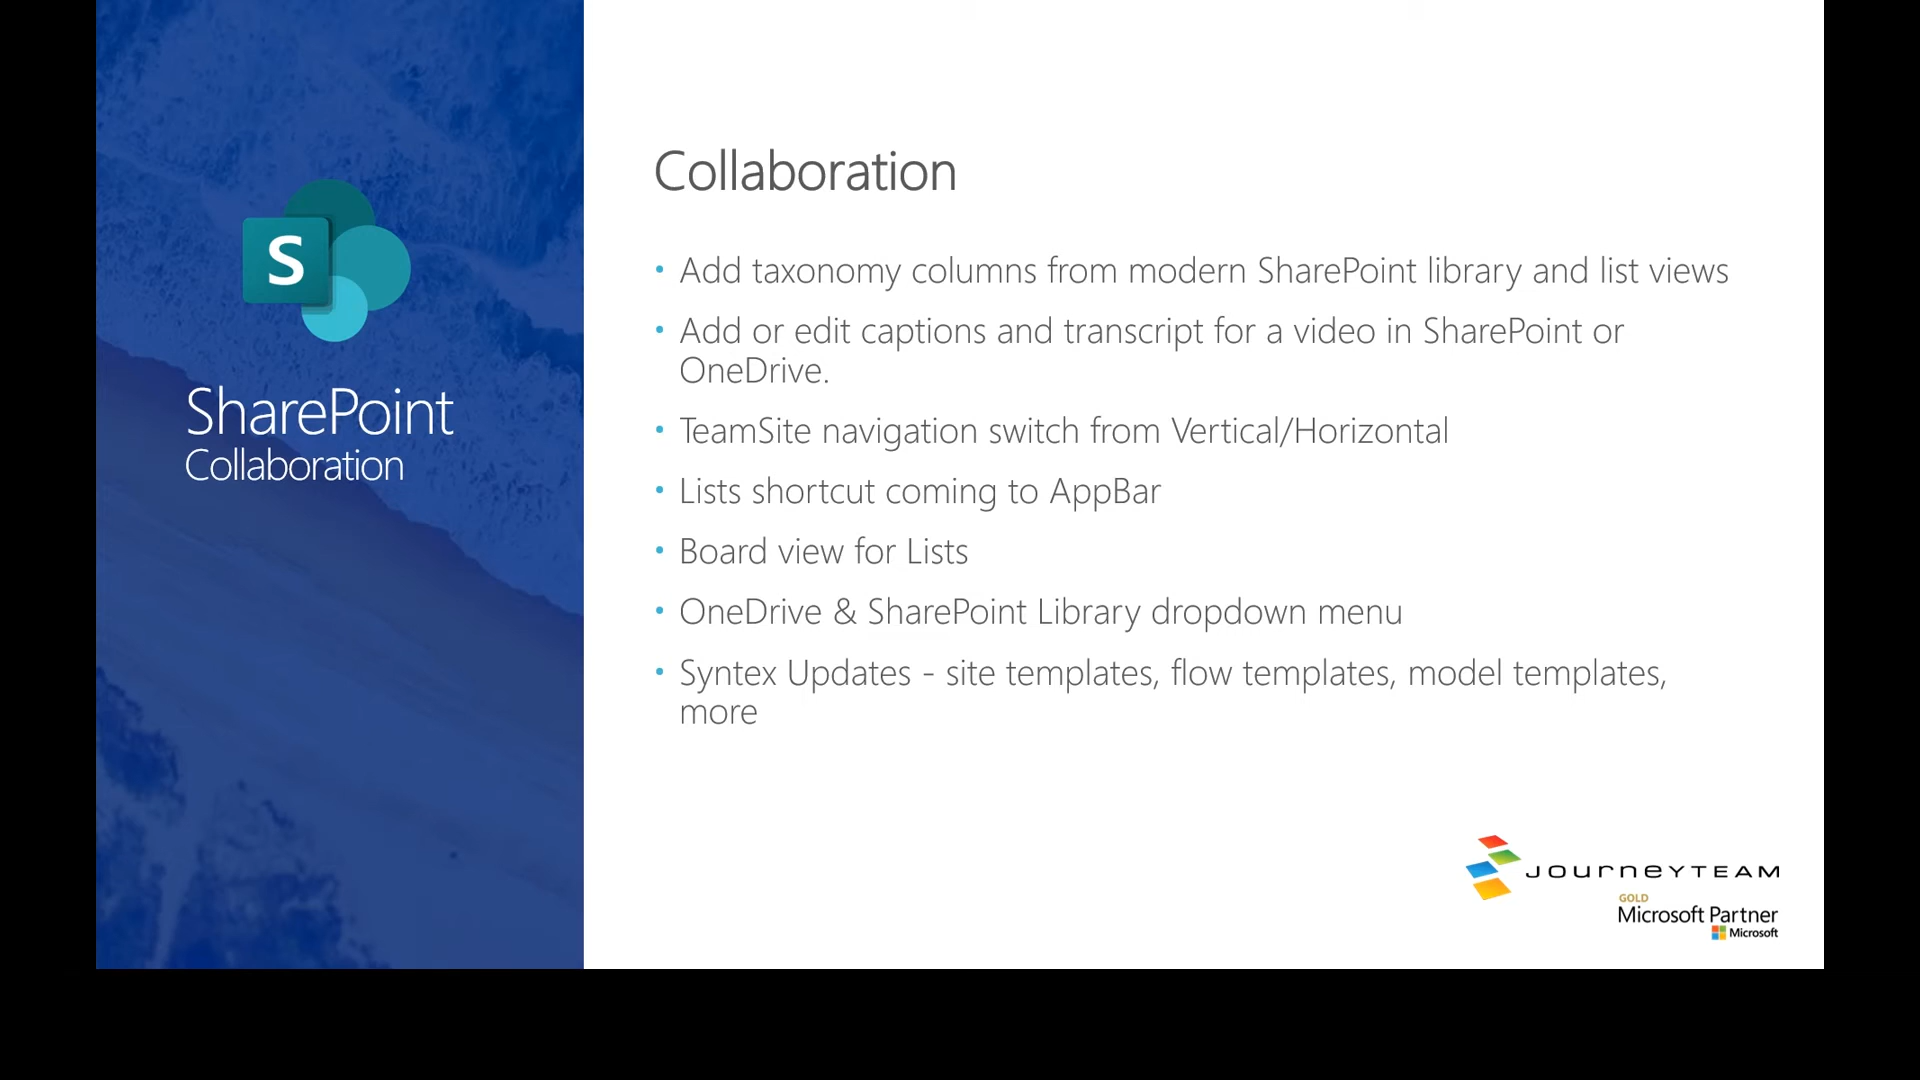 S
SharePoint
Collaboration
Collaboration
• Add taxonomy columns from modern SharePoint library and list views
• Add or edit captions and transcript for a video in SharePoint or
OneDrive.
• TeamSite navigation switch from Vertical/Horizontal
• Lists shortcut coming to AppBar
• Board view for Lists
• OneDrive & SharePoint Library dropdown menu
• Syntex Updates - site templates, flow templates, model templates,
more
JOURNEYTEAM
GOLD
Microsoft Partner
Microsoft